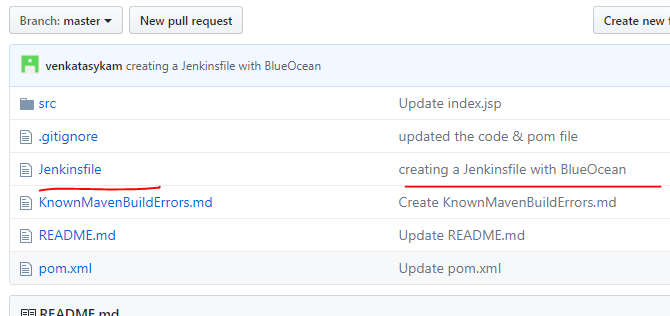 Branch: master New pull request Create new
venkatasykam creating a Jenkinsfile with BlueOcean
src Update index.jsp
.gitignore updated the code & pom file
Jenkinsfile creating a Jenkinsfile with BlueOcean
KnownMavenBuildErrors.md Create KnownMavenBuildErrors.md
README.md Update README.md
pom.xml Update pom.xml
README.md